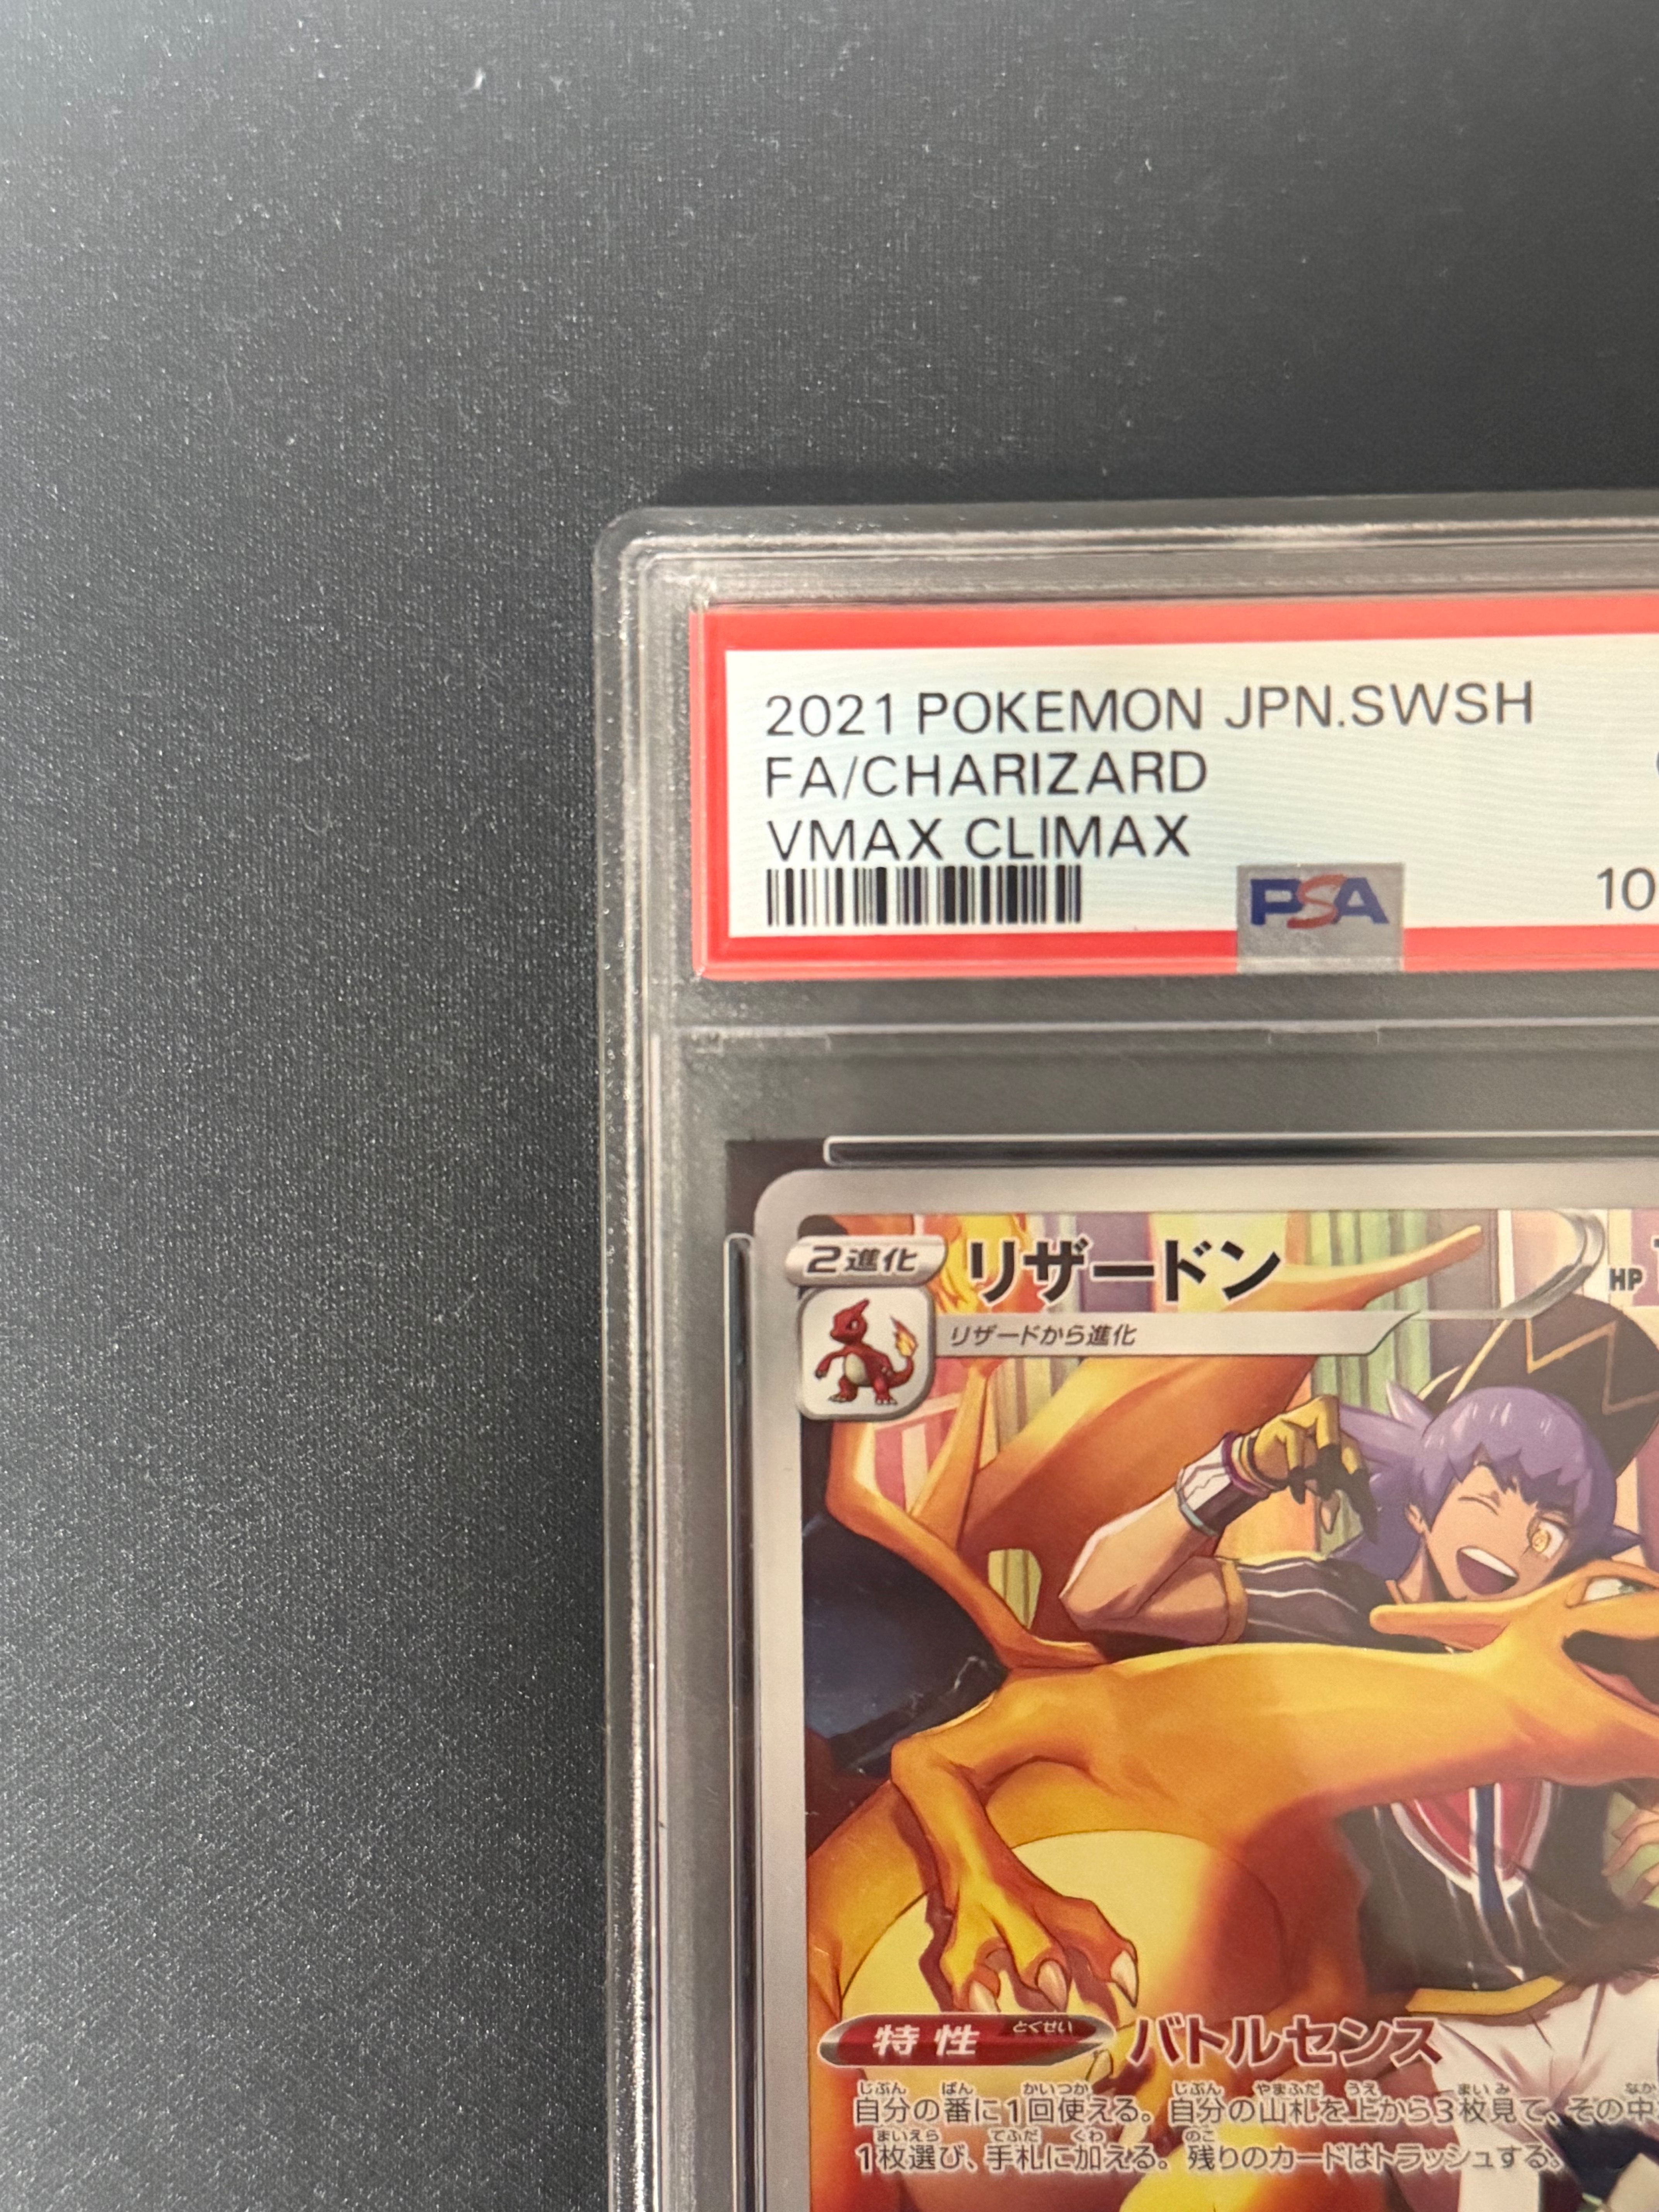 2021 POKEMON JPN.SWSH
FA/CHARIZARD
VMAX CLIMAX
PSA
10
2進化
リザードン
HP
リザードから進化
特性
とくせい
バトルセンス
じぶん ばん かいつか じぶん やまふだ うえ まいみ なか
自分の番に1回使える。自分の山札を上から3枚見て、その中
まいえら てふだ くわ のこ
1枚選び、手札に加える。残りのカードはトラッシュする。